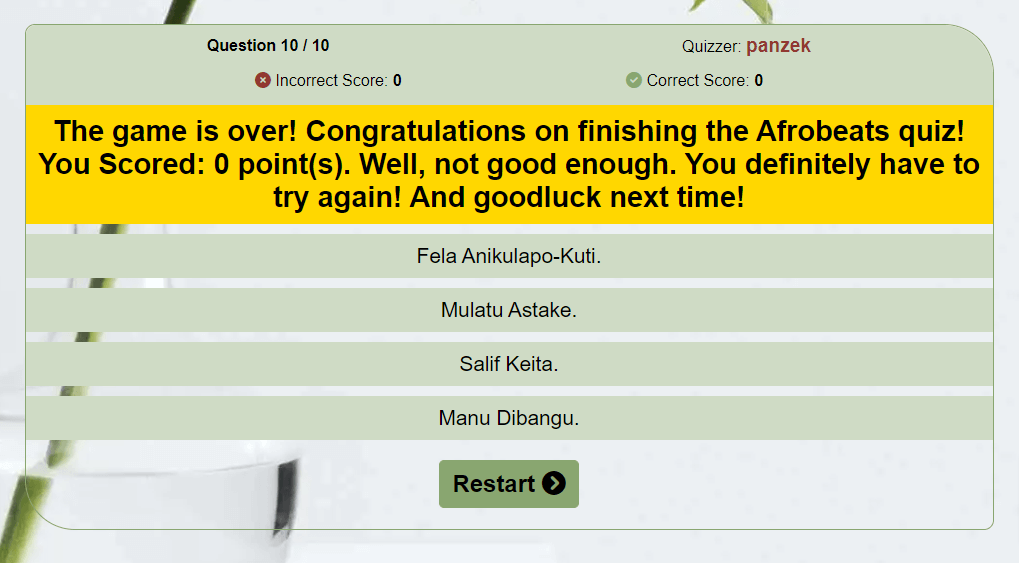 Question 10 / 10
Quizzer: panzek
Incorrect Score: 0
Correct Score: 0
The game is over! Congratulations on finishing the Afrobeats quiz!
You Scored: 0 point(s). Well, not good enough. You definitely have to
try again! And goodluck next time!
Fela Anikulapo-Kuti.
Mulatu Astake.
Salif Keita.
Manu Dibangu.
Restart